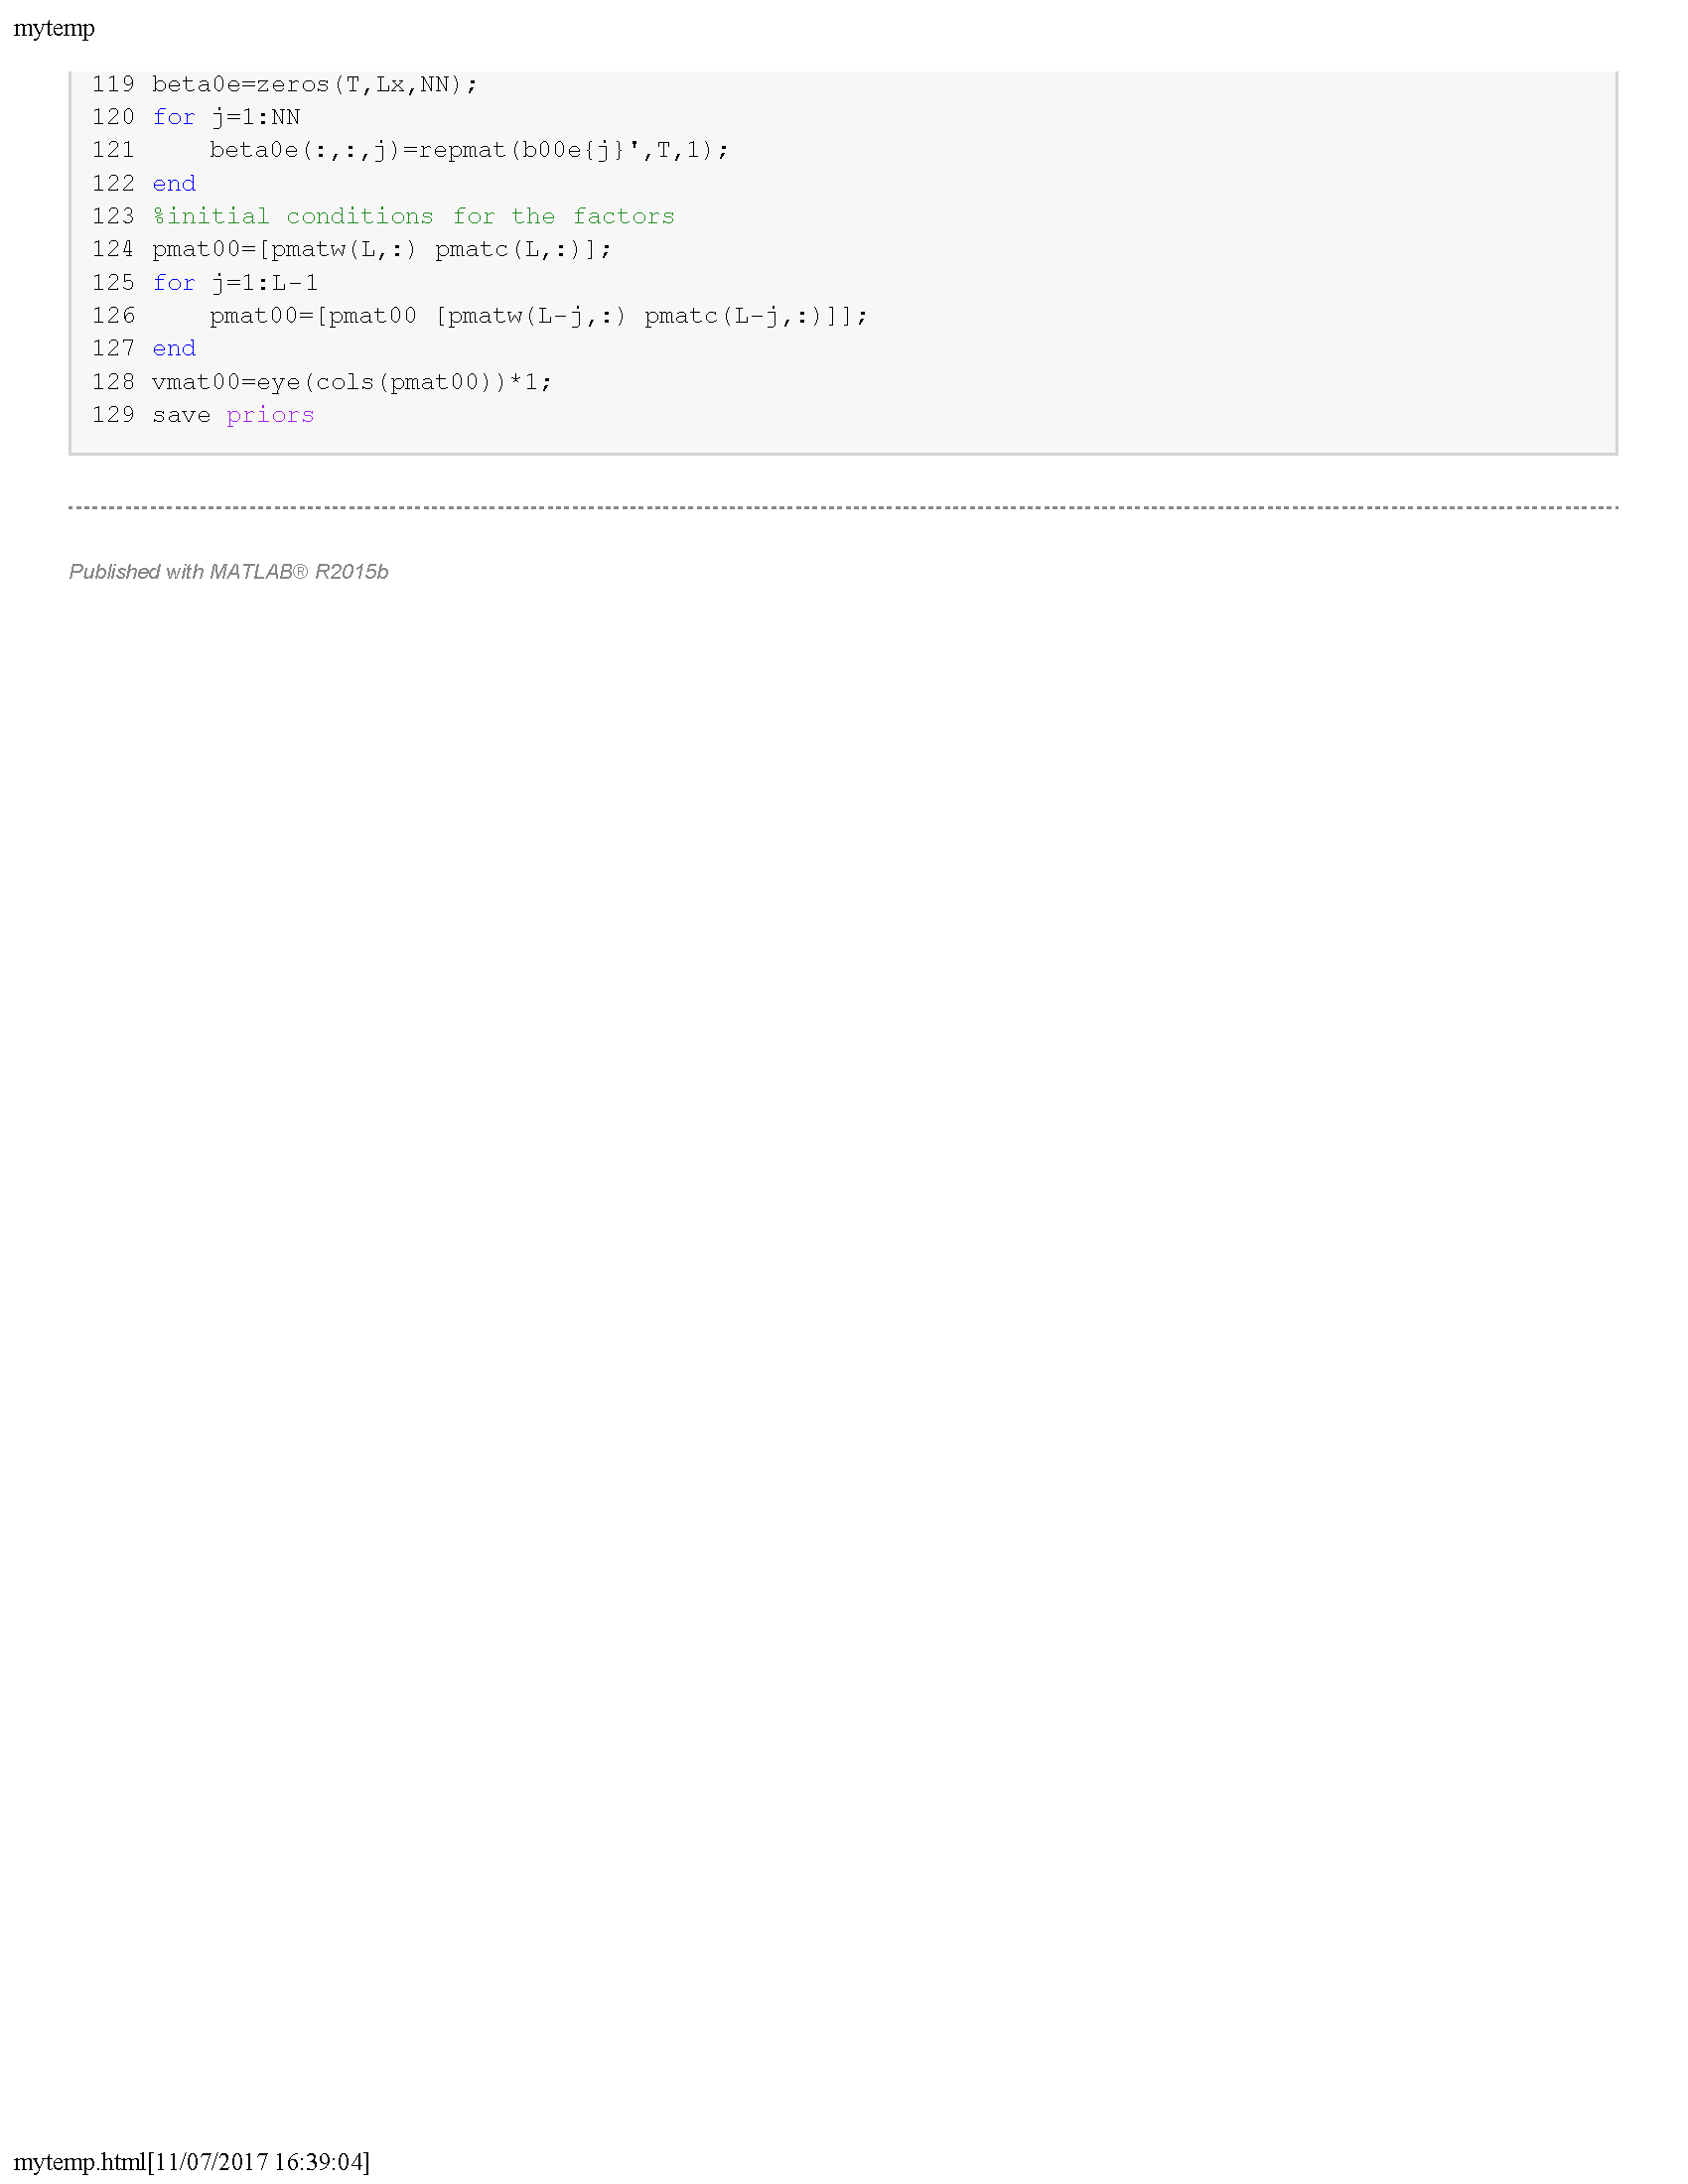 mytemp
119 beta0e=zeros(T,Lx,NN);
120 for j=1:NN
121     beta0e(:,:,j)=repmat(b00e{j}',T,1);
122 end
123 %initial conditions for the factors
124 pmat00=[pmatw(L,:) pmatc(L,:)];
125 for j=1:L-1
126     pmat00=[pmat00 [pmatw(L-j,:) pmatc(L-j,:)]];
127 end
128 vmat00=eye(cols(pmat00))*1;
129 save priors
Published with MATLAB® R2015b
mytemp.html[11/07/2017 16:39:04]